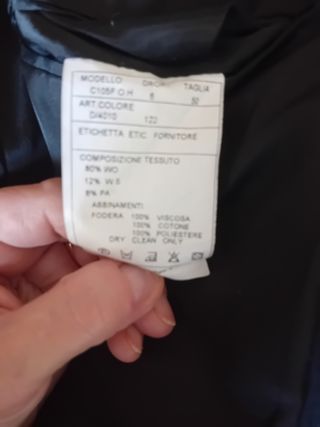 MODELLO DROP TAGLIA
C105F O H 6 50
ART.COLORE
D/4010 122
ETICHETTA ETIC. FORNITORE
COMPOSIZIONE TESSUTO
80% WO
12% W.S
8% PA
ABBINAMENTI
FODERA 100% VISCOSA
100% COTONE
100% POLIESTERE
DRY CLEAN ONLY